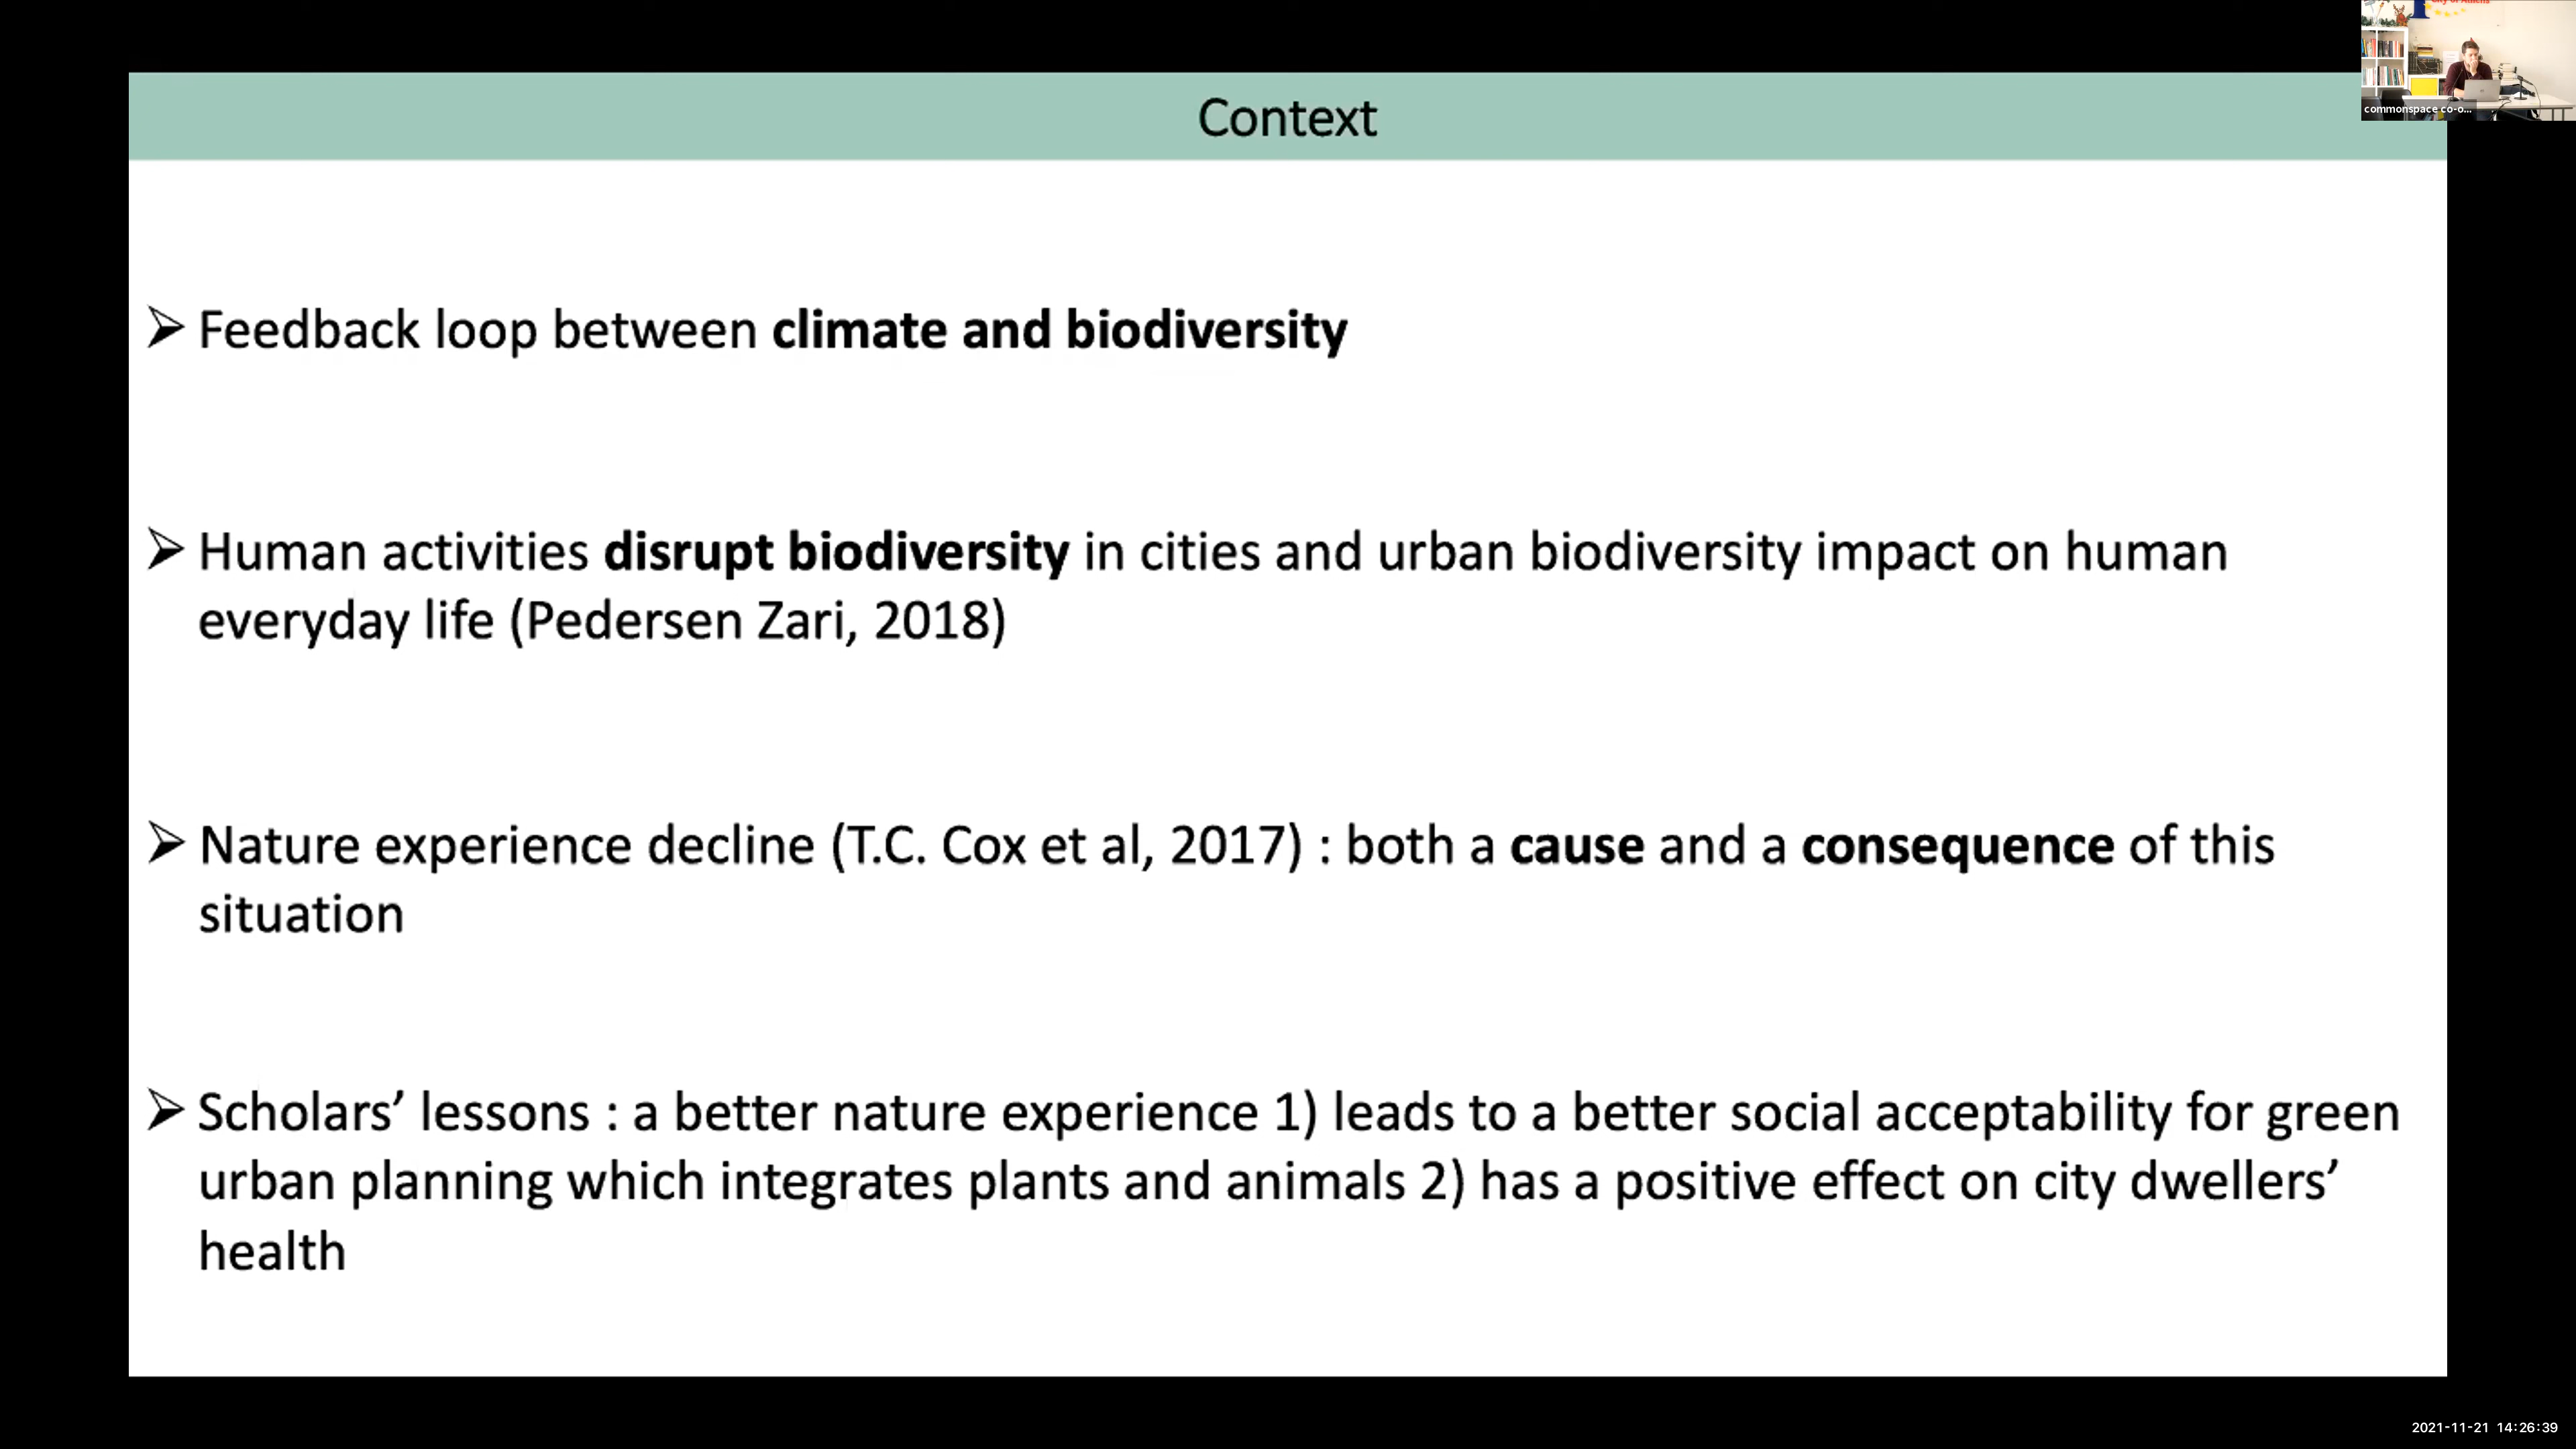 City of Athens
commonspace co-o...
Context
➢ Feedback loop between climate and biodiversity
➢ Human activities disrupt biodiversity in cities and urban biodiversity impact on human
everyday life (Pedersen Zari, 2018)
➢ Nature experience decline (T.C. Cox et al, 2017) : both a cause and a consequence of this
situation
➢ Scholars’ lessons : a better nature experience 1) leads to a better social acceptability for green
urban planning which integrates plants and animals 2) has a positive effect on city dwellers’
health
2021-11-21 14:26:39